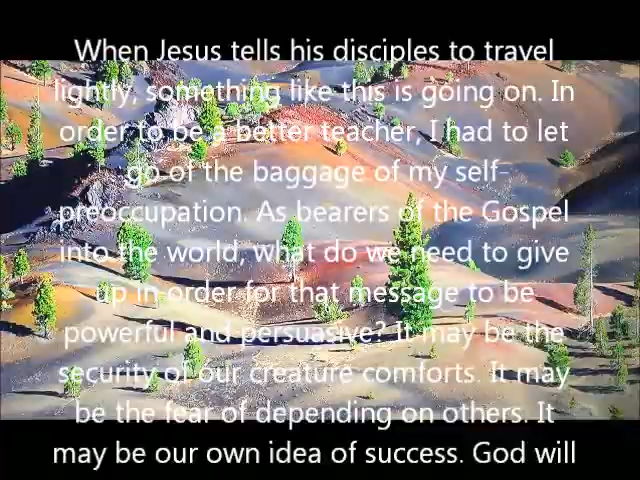 When Jesus tells his disciples to travel
lightly, something like this is going on. In
order to be a better teacher, I had to let
go of the baggage of my self-
preoccupation. As bearers of the Gospel
into the world, what do we need to give
up in order for that message to be
powerful and persuasive? It may be the
security of our creature comforts. It may
be the fear of depending on others. It
may be our own idea of success. God will